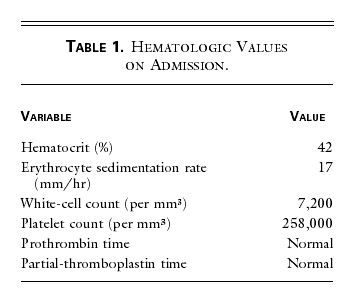 TABLE 1. HEMATOLOGIC VALUES
ON ADMISSION.
VARIABLE VALUE
Hematocrit (%) 42
Erythrocyte sedimentation rate 17
(mm/hr)
White-cell count (per mm³) 7,200
Platelet count (per mm³) 258,000
Prothrombin time Normal
Partial-thromboplastin time Normal